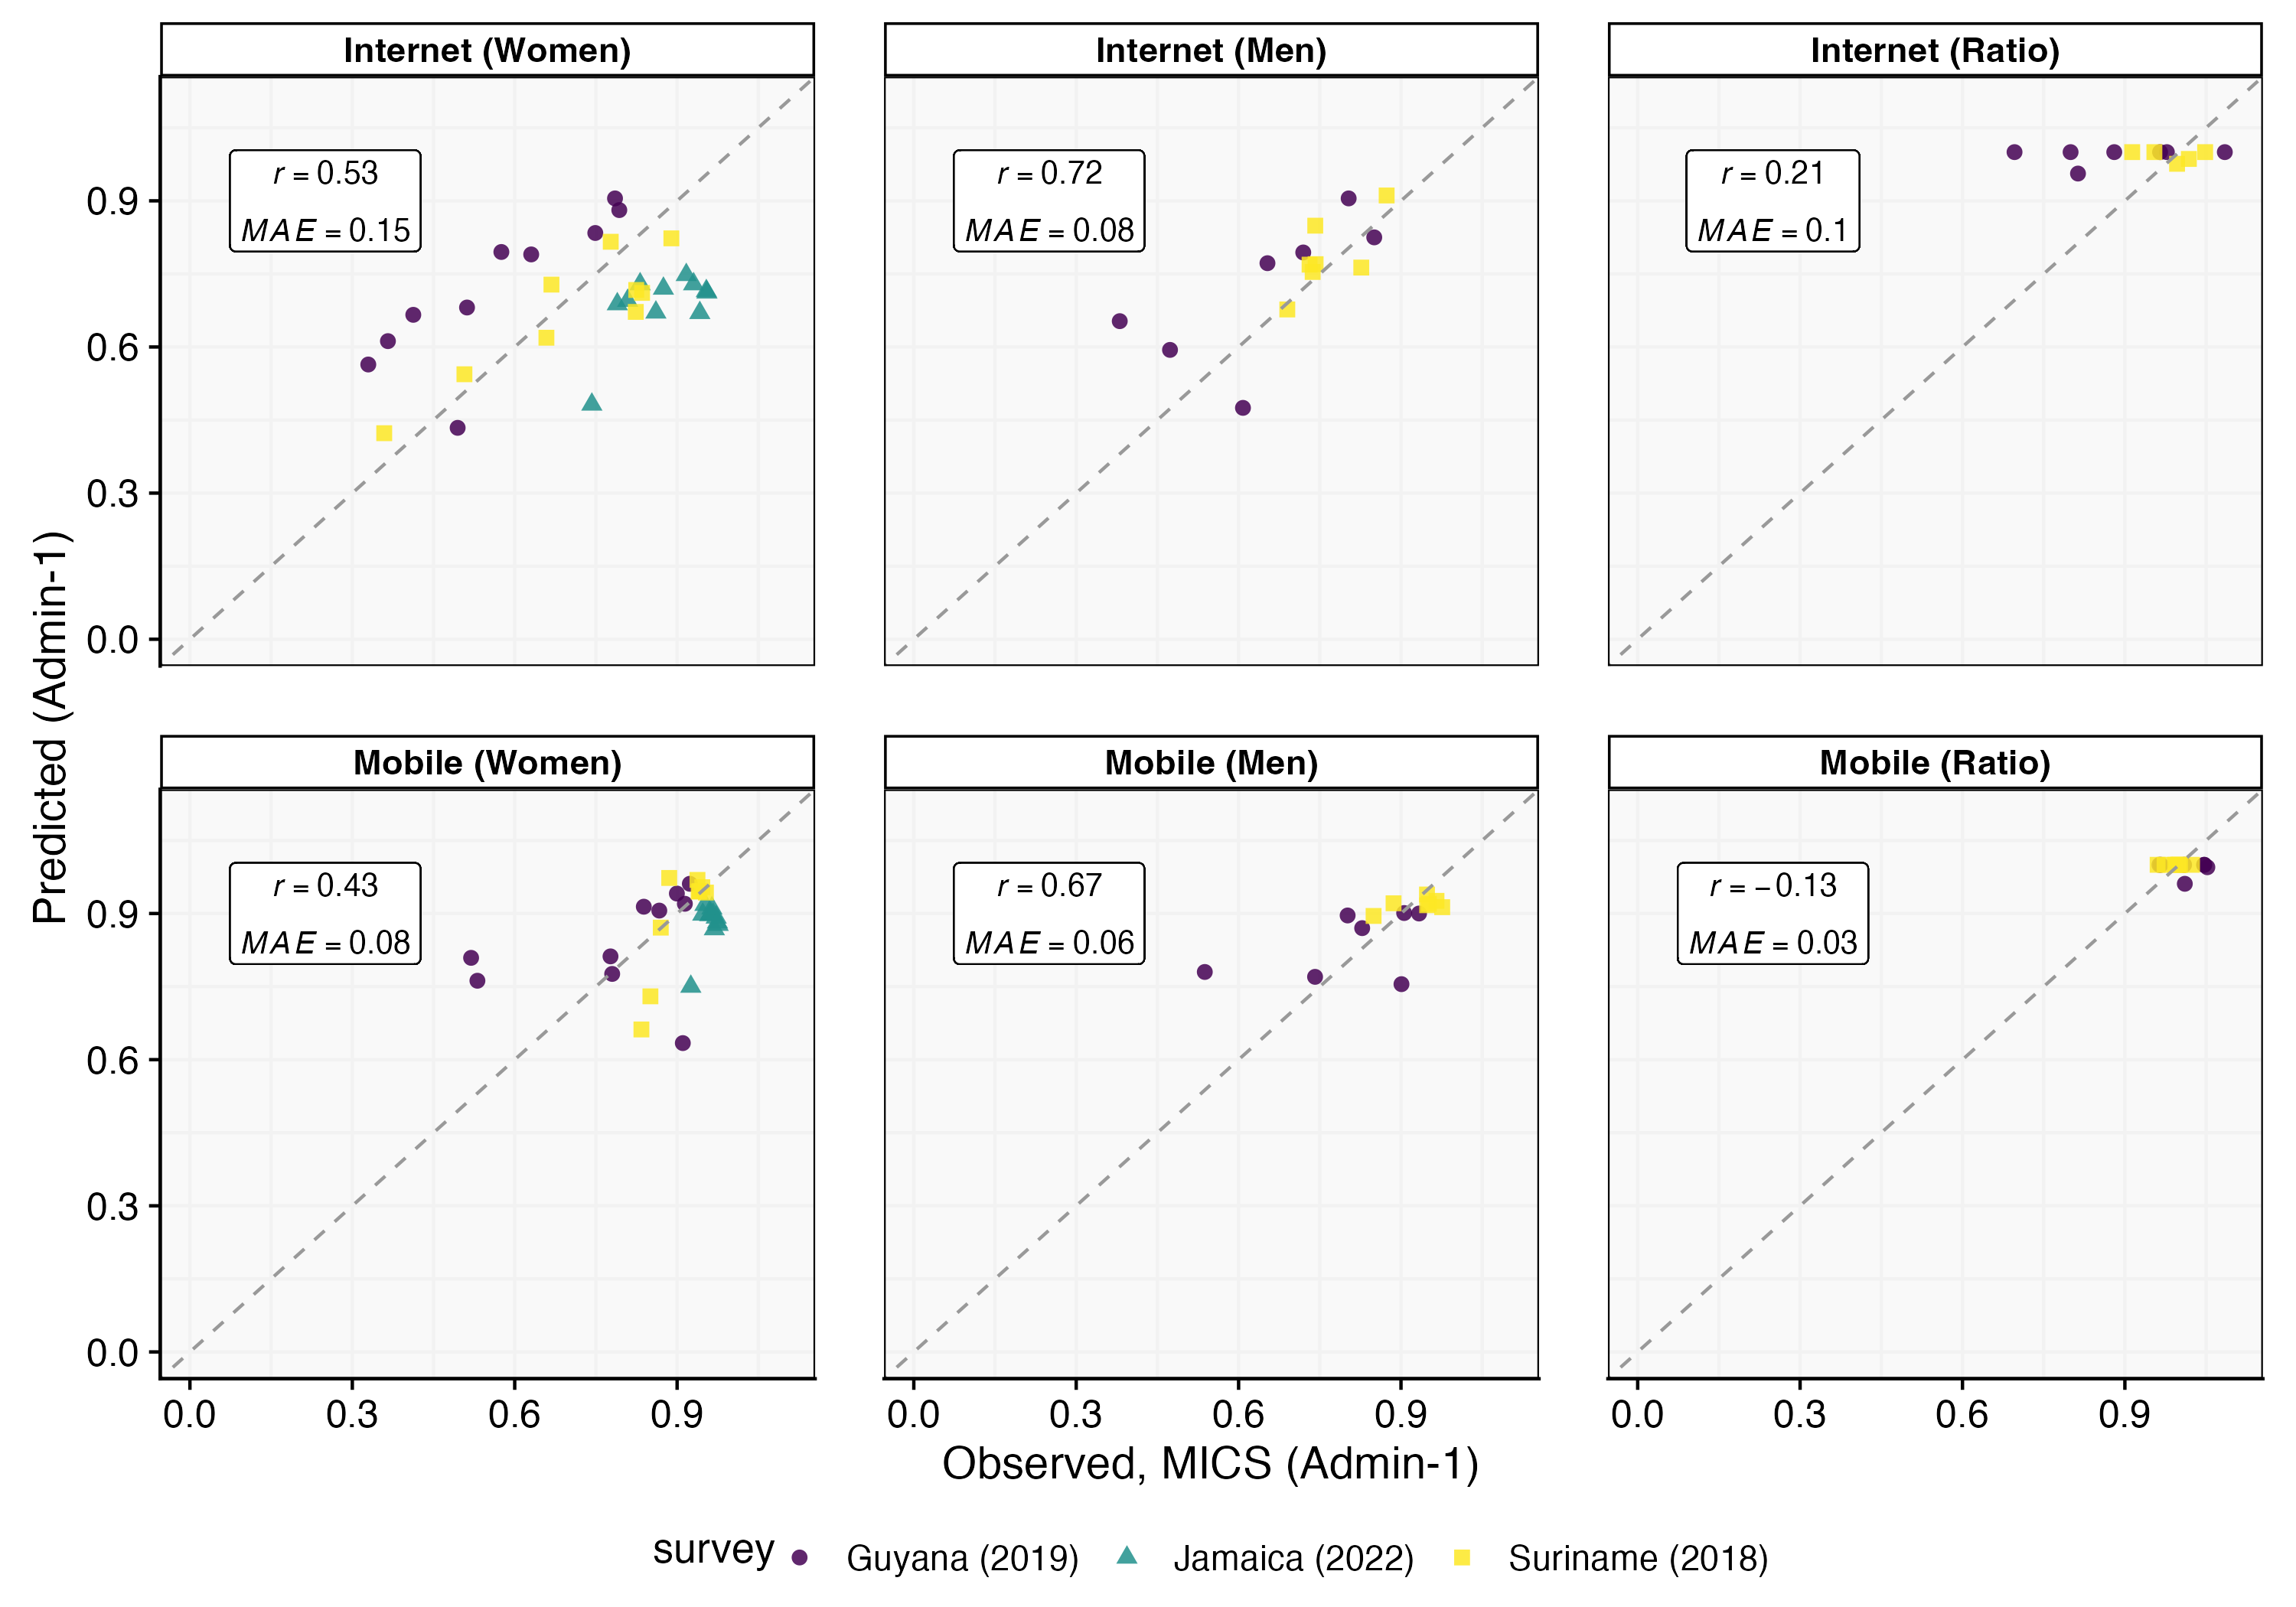 Internet (Women)
Internet (Men)
Internet (Ratio)
r = 0.53
MAE = 0.15
r = 0.72
MAE = 0.08
r = 0.21
MAE = 0.1
0.9
0.6
0.3
0.0
Predicted (Admin-1)
Mobile (Women)
Mobile (Men)
Mobile (Ratio)
r = 0.43
MAE = 0.08
r = 0.67
MAE = 0.06
r = −0.13
MAE = 0.03
0.9
0.6
0.3
0.0
0.0 0.3 0.6 0.9
0.0 0.3 0.6 0.9
0.0 0.3 0.6 0.9
Observed, MICS (Admin-1)
survey Guyana (2019) Jamaica (2022) Suriname (2018)